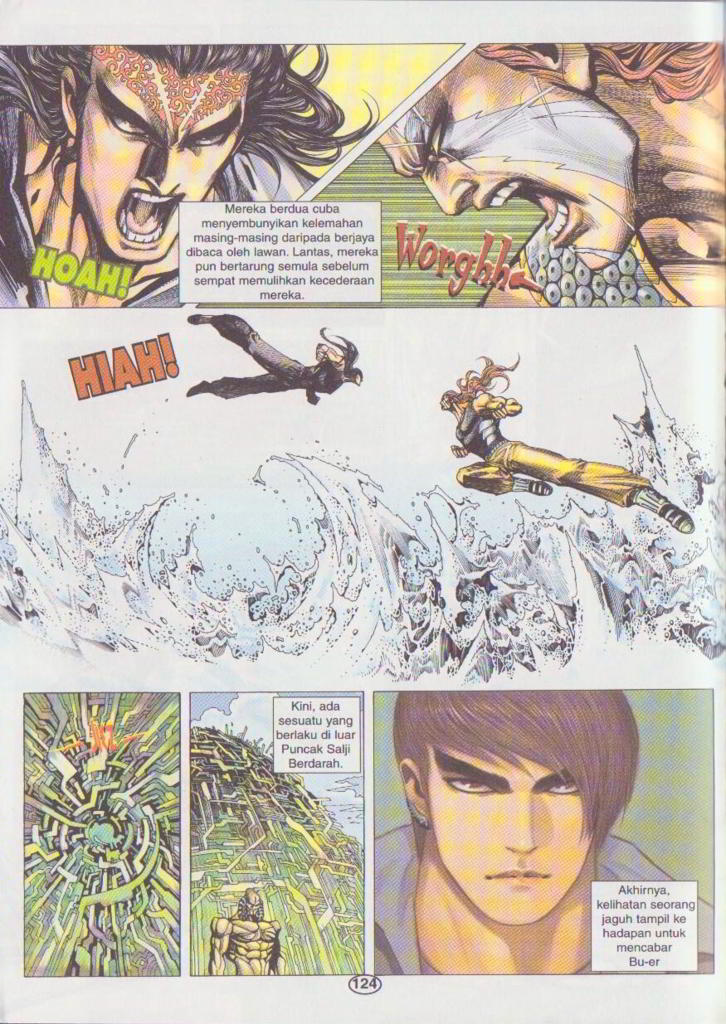 HOAH!
Mereka berdua cuba
menyembunyikan kelemahan
masing-masing daripada berjaya
dibaca oleh lawan. Lantas, mereka
pun bertarung semula sebelum
sempat memulihkan kecederaan
mereka.
Worghh
HIAH!
Kini, ada
sesuatu yang
berlaku di luar
Puncak Salji
Berdarah.
Akhirnya,
kelihatan seorang
jaguh tampil ke
hadapan untuk
mencabar
Bu-er
124